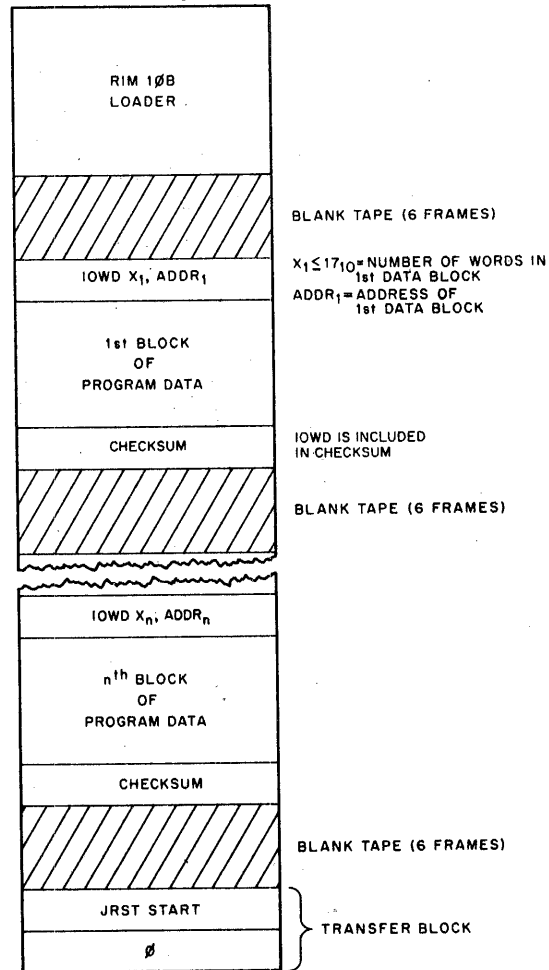 RIM 1ØB
LOADER
BLANK TAPE (6 FRAMES)
IOWD X₁, ADDR₁
X₁≤17₁₀=NUMBER OF WORDS IN
1st DATA BLOCK
ADDR₁=ADDRESS OF
1st DATA BLOCK
1st BLOCK
OF
PROGRAM DATA
CHECKSUM
IOWD IS INCLUDED
IN CHECKSUM
BLANK TAPE (6 FRAMES)
IOWD Xₙ, ADDRₙ
nᵗʰ BLOCK
OF
PROGRAM DATA
CHECKSUM
BLANK TAPE (6 FRAMES)
JRST START
TRANSFER BLOCK
Ø